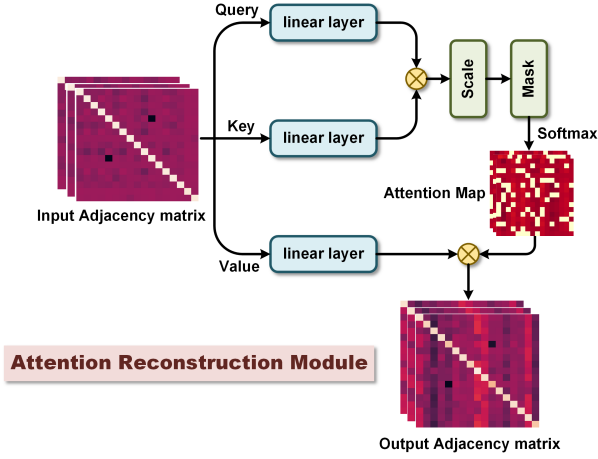 Query
linear layer
Scale
Mask
Key
linear layer
Softmax
Input Adjacency matrix
Attention Map
Value
linear layer
Attention Reconstruction Module
Output Adjacency matrix